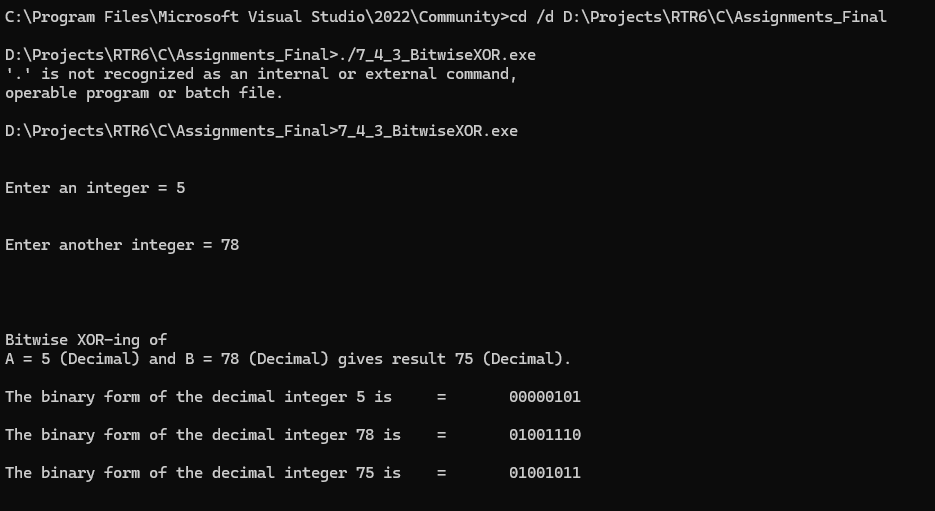 C:\Program Files\Microsoft Visual Studio\2022\Community>cd /d D:\Projects\RTR6\C\Assignments_Final
D:\Projects\RTR6\C\Assignments_Final>./7_4_3_BitwiseXOR.exe
'.' is not recognized as an internal or external command,
operable program or batch file.
D:\Projects\RTR6\C\Assignments_Final>7_4_3_BitwiseXOR.exe
Enter an integer = 5
Enter another integer = 78
Bitwise XOR-ing of
A = 5 (Decimal) and B = 78 (Decimal) gives result 75 (Decimal).
The binary form of the decimal integer 5 is     =       00000101
The binary form of the decimal integer 78 is    =       01001110
The binary form of the decimal integer 75 is    =       01001011